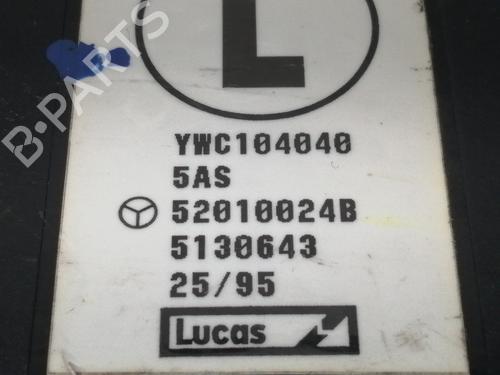 L
B-PARTS
YWC104040
5AS
52010024B
5130643
25/95
Lucas